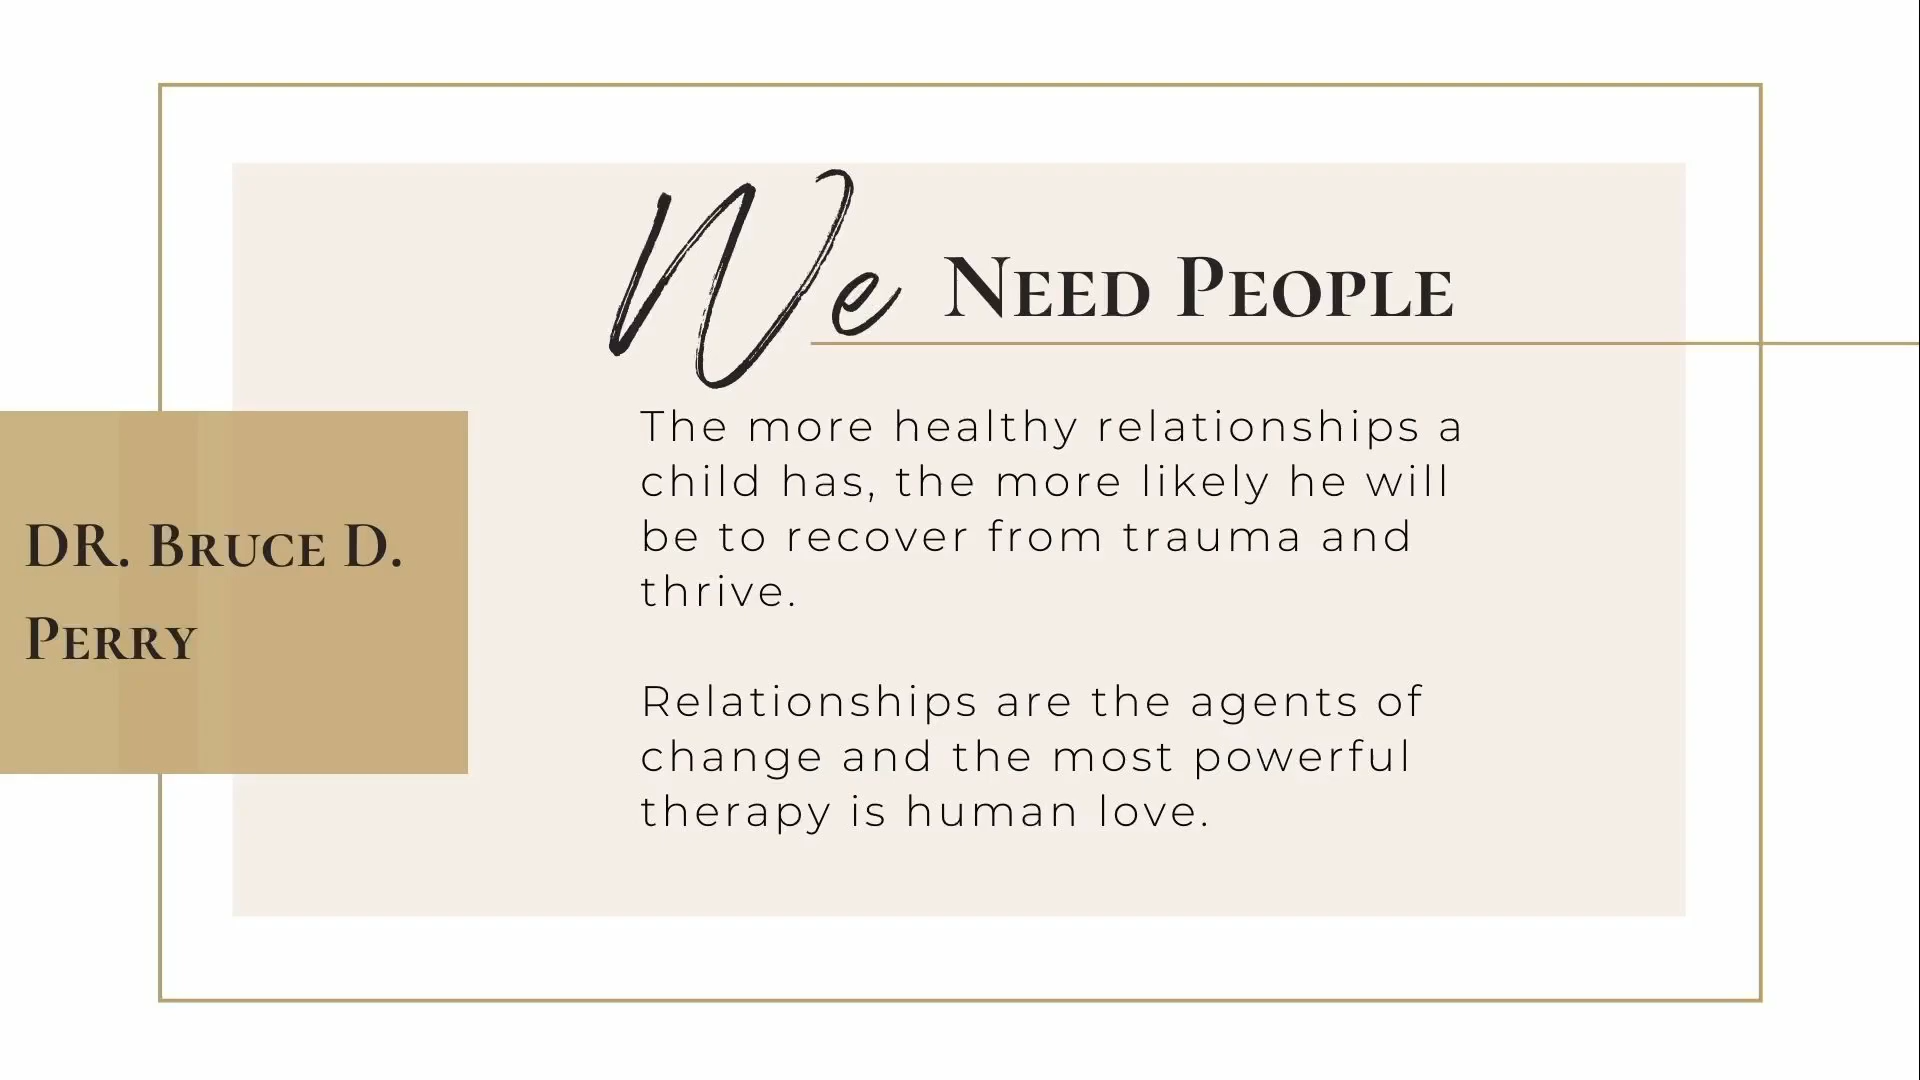 We Need People
DR. Bruce D.
Perry
The more healthy relationships a
child has, the more likely he will
be to recover from trauma and
thrive.
Relationships are the agents of
change and the most powerful
therapy is human love.